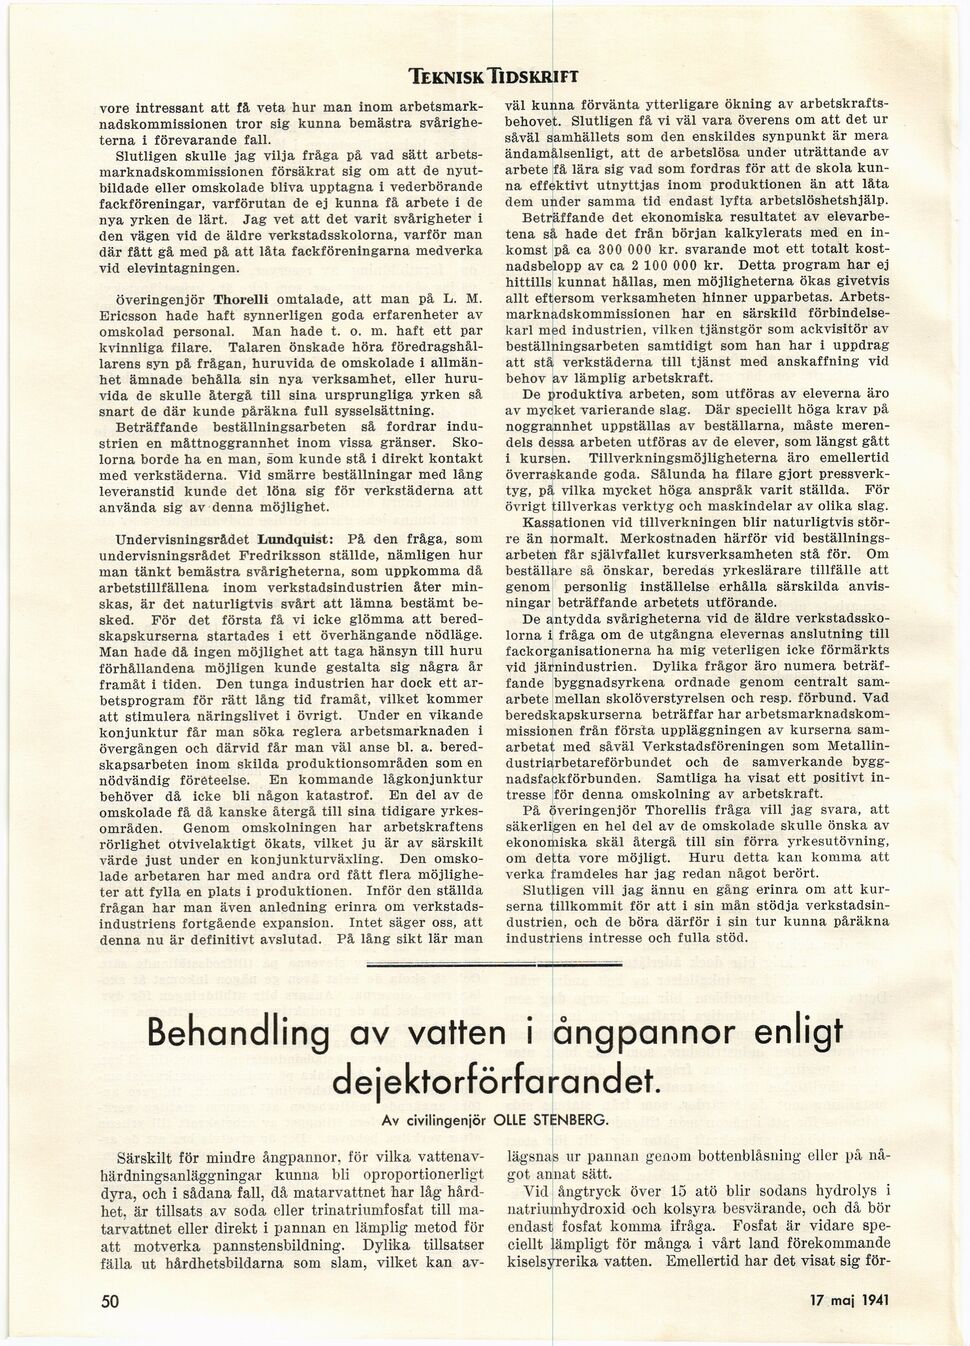 TEKNISK TIDSKRIFT
vore intressant att få veta hur man inom arbetsmark-
nadskommissionen tror sig kunna bemästra svårighe-
terna i förevarande fall.
Slutligen skulle jag vilja fråga på vad sätt arbets-
marknadskommissionen försäkrat sig om att de nyut-
bildade eller omskolade bliva upptagna i vederbörande
fackföreningar, varförutan de ej kunna få arbete i de
nya yrken de lärt. Jag vet att det varit svårigheter i
den vägen vid de äldre verkstadsskolorna, varför man
där fått gå med på att låta fackföreningarna medverka
vid elevintagningen.
överingenjör Thorelli omtalade, att man på L. M.
Ericsson hade haft synnerligen goda erfarenheter av
omskolad personal. Man hade t. o. m. haft ett par
kvinnliga filare. Talaren önskade höra föredragshål-
larens syn på frågan, huruvida de omskolade i allmän-
het ämnade behålla sin nya verksamhet, eller huru-
vida de skulle återgå till sina ursprungliga yrken så
snart de där kunde påräkna full sysselsättning.
Beträffande beställningsarbeten så fordrar indu-
strien en måttnoggrannhet inom vissa gränser. Sko-
lorna borde ha en man, som kunde stå i direkt kontakt
med verkstäderna. Vid smärre beställningar med lång
leveranstid kunde det löna sig för verkstäderna att
använda sig av denna möjlighet.
Undervisningsrådet Lundquist: På den fråga, som
undervisningsrådet Fredriksson ställde, nämligen hur
man tänkt bemästra svårigheterna, som uppkomma då
arbetstillfällena inom verkstadsindustrien åter min-
skas, är det naturligtvis svårt att lämna bestämt be-
sked. För det första få vi icke glömma att bered-
skapskurserna startades i ett överhängande nödläge.
Man hade då ingen möjlighet att taga hänsyn till huru
förhållandena möjligen kunde gestalta sig några år
framåt i tiden. Den tunga industrien har dock ett ar-
betsprogram för rätt lång tid framåt, vilket kommer
att stimulera näringslivet i övrigt. Under en vikande
konjunktur får man söka reglera arbetsmarknaden i
övergången och därvid får man väl anse bl. a. bered-
skapsarbeten inom skilda produktionsområden som en
nödvändig företeelse. En kommande lågkonjunktur
behöver då icke bli någon katastrof. En del av de
omskolade få då kanske återgå till sina tidigare yrkes-
områden. Genom omskolningen har arbetskraftens
rörlighet otvivelaktigt ökats, vilket ju är av särskilt
värde just under en konjunkturväxling. Den omsko-
lade arbetaren har med andra ord fått flera möjlighe-
ter att fylla en plats i produktionen. Inför den ställda
frågan har man även anledning erinra om verkstads-
industriens fortgående expansion. Intet säger oss, att
denna nu är definitivt avslutad. På lång sikt lär man
väl kunna förvänta ytterligare ökning av arbetskrafts-
behovet. Slutligen få vi väl vara överens om att det ur
såväl samhällets som den enskildes synpunkt är mera
ändamålsenligt, att de arbetslösa under uträttande av
arbete få lära sig vad som fordras för att de skola kun-
na effektivt utnyttjas inom produktionen än att låta
dem under samma tid endast lyfta arbetslöshetshjälp.
Beträffande det ekonomiska resultatet av elevarbe-
tena så hade det från början kalkylerats med en in-
komst på ca 300 000 kr. svarande mot ett totalt kost-
nadsbelopp av ca 2 100 000 kr. Detta program har ej
hittills kunnat hållas, men möjligheterna ökas givetvis
allt eftersom verksamheten hinner upparbetas. Arbets-
marknadskommissionen har en särskild förbindelse-
karl med industrien, vilken tjänstgör som ackvisitör av
beställningsarbeten samtidigt som han har i uppdrag
att stå verkstäderna till tjänst med anskaffning vid
behov av lämplig arbetskraft.
De produktiva arbeten, som utföras av eleverna äro
av mycket varierande slag. Där speciellt höga krav på
noggrannhet uppställas av beställarna, måste meren-
dels dessa arbeten utföras av de elever, som längst gått
i kursen. Tillverkningsmöjligheterna äro emellertid
överraskande goda. Sålunda ha filare gjort pressverk-
tyg, på vilka mycket höga anspråk varit ställda. För
övrigt tillverkas verktyg och maskindelar av olika slag.
Kassationen vid tillverkningen blir naturligtvis stör-
re än normalt. Merkostnaden härför vid beställnings-
arbeten får självfallet kursverksamheten stå för. Om
beställare så önskar, beredas yrkeslärare tillfälle att
genom personlig inställelse erhålla särskilda anvis-
ningar beträffande arbetets utförande.
De antydda svårigheterna vid de äldre verkstadssko-
lorna i fråga om de utgångna elevernas anslutning till
fackorganisationerna ha mig veterligen icke förmärkts
vid järnindustrien. Dylika frågor äro numera beträf-
fande byggnadsyrkena ordnade genom centralt sam-
arbete mellan skolöverstyrelsen och resp. förbund. Vad
beredskapskurserna beträffar har arbetsmarknadskom-
missionen från första uppläggningen av kurserna sam-
arbetat med såväl Verkstadsföreningen som Metallin-
dustriarbetareförbundet och de samverkande bygg-
nadsfackförbunden. Samtliga ha visat ett positivt in-
tresse för denna omskolning av arbetskraft.
På överingenjör Thorellis fråga vill jag svara, att
säkerligen en hel del av de omskolade skulle önska av
ekonomiska skäl återgå till sin förra yrkesutövning,
om detta vore möjligt. Huru detta kan komma att
verka framdeles har jag redan något berört.
Slutligen vill jag ännu en gång erinra om att kur-
serna tillkommit för att i sin mån stödja verkstadsin-
dustrien, och de böra därför i sin tur kunna påräkna
industriens intresse och fulla stöd.
Behandling av vatten i ångpannor enligt
dejektorförfarandet.
Av civilingenjör OLLE STENBERG.
Särskilt för mindre ångpannor, för vilka vattenav-
härdningsanläggningar kunna bli oproportionerligt
dyra, och i sådana fall, då matarvattnet har låg hård-
het, är tillsats av soda eller trinatriumfosfat till ma-
tarvattnet eller direkt i pannan en lämplig metod för
att motverka pannstensbildning. Dylika tillsatser
fälla ut hårdhetsbildarna som slam, vilket kan av-
lägsnas ur pannan genom bottenblåsning eller på nå-
got annat sätt.
Vid ångtryck över 15 atö blir sodans hydrolys i
natriumhydroxid och kolsyra besvärande, och då bör
endast fosfat komma ifråga. Fosfat är vidare spe-
ciellt lämpligt för många i vårt land förekommande
kiselsyrerika vatten. Emellertid har det visat sig för-
50
17 maj 1941